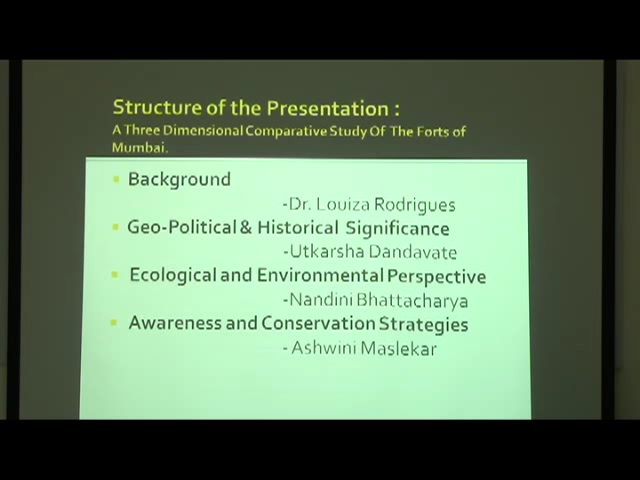 Structure of the Presentation :
A Three Dimensional Comparative Study Of The Forts of
Mumbai.
Background
-Dr. Louiza Rodrigues
Geo-Political & Historical Significance
-Utkarsha Dandavate
Ecological and Environmental Perspective
-Nandini Bhattacharya
Awareness and Conservation Strategies
- Ashwini Maslekar